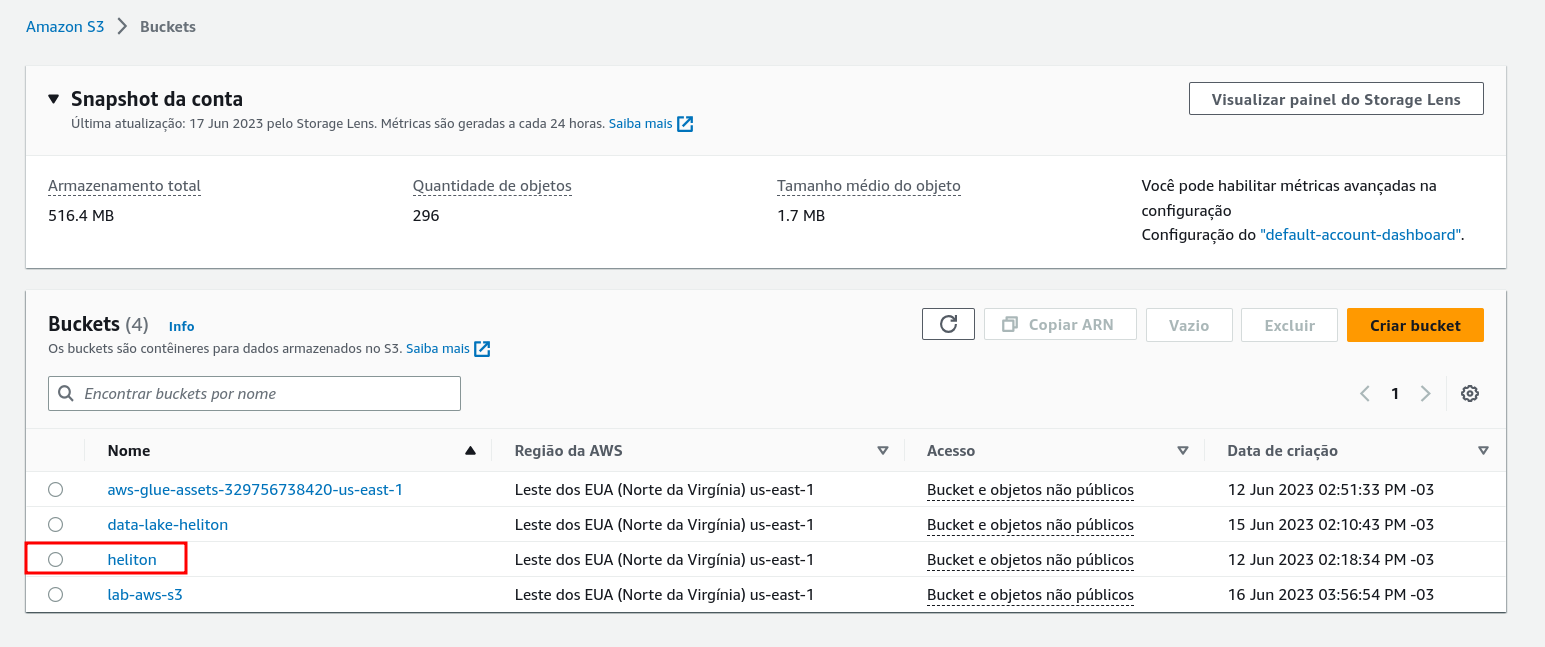 Amazon S3 > Buckets
Snapshot da conta
Visualizar painel do Storage Lens
Última atualização: 17 Jun 2023 pelo Storage Lens. Métricas são geradas a cada 24 horas. Saiba mais
Armazenamento total
516.4 MB
Quantidade de objetos
296
Tamanho médio do objeto
1.7 MB
Você pode habilitar métricas avançadas na
configuração
Configuração do "default-account-dashboard".
Buckets (4) Info
Os buckets são contêineres para dados armazenados no S3. Saiba mais
Copiar ARN
Vazio
Excluir
Criar bucket
Encontrar buckets por nome
1
Nome Região da AWS Acesso Data de criação
aws-glue-assets-329756738420-us-east-1 Leste dos EUA (Norte da Virgínia) us-east-1 Bucket e objetos não públicos 12 Jun 2023 02:51:33 PM -03
data-lake-heliton Leste dos EUA (Norte da Virgínia) us-east-1 Bucket e objetos não públicos 15 Jun 2023 02:10:43 PM -03
heliton Leste dos EUA (Norte da Virgínia) us-east-1 Bucket e objetos não públicos 12 Jun 2023 02:18:34 PM -03
lab-aws-s3 Leste dos EUA (Norte da Virgínia) us-east-1 Bucket e objetos não públicos 16 Jun 2023 03:56:54 PM -03